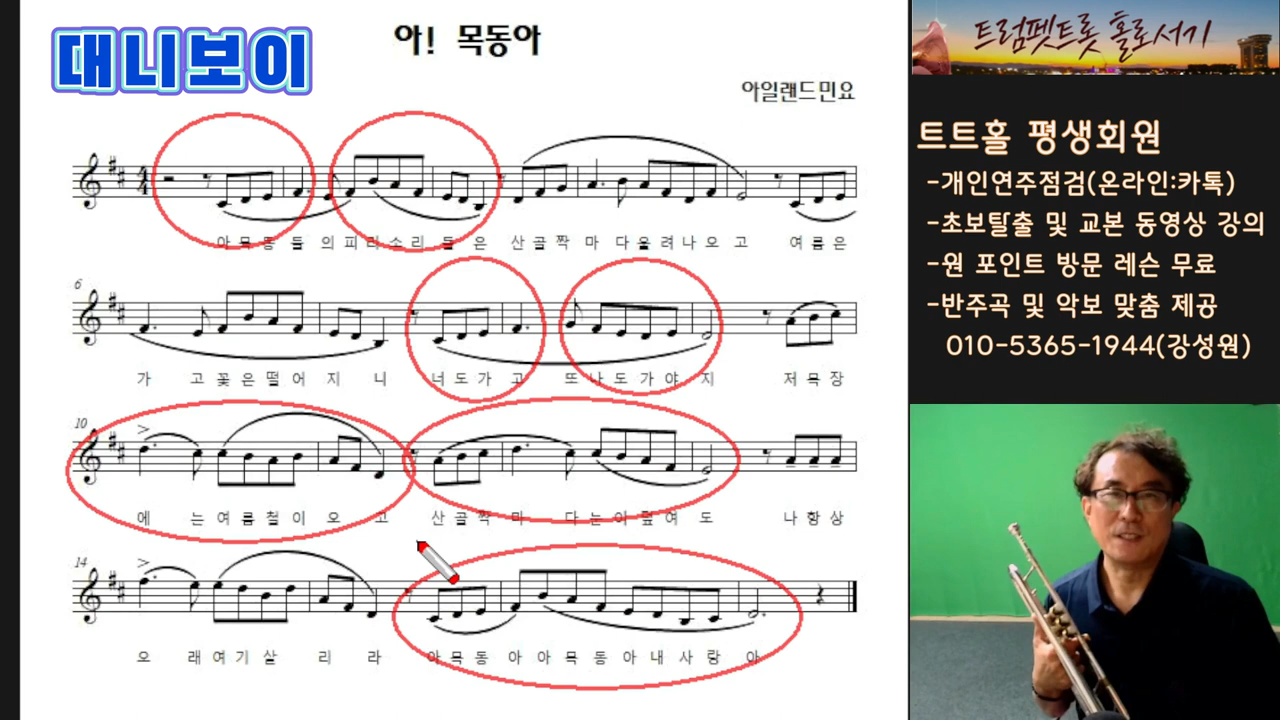 대니보이
아! 목동아
아일랜드민요
아목동들 의피리소리들은 산골짝마다울려나오고 여름은
6
가 고꽃은떨어지니 너도가고 또나도가야지 저목장
10
에 는여름철이오고 산골짝마 다눈이덮여도 나항상
14
오 래여기살리라 아목동아아목동아내사랑아
트럼펫트롯 홀로서기
트트홀 평생회원
-개인연주점검(온라인:카톡)
-초보탈출 및 교본 동영상 강의
-원 포인트 방문 레슨 무료
-반주곡 및 악보 맞춤 제공
010-5365-1944(강성원)